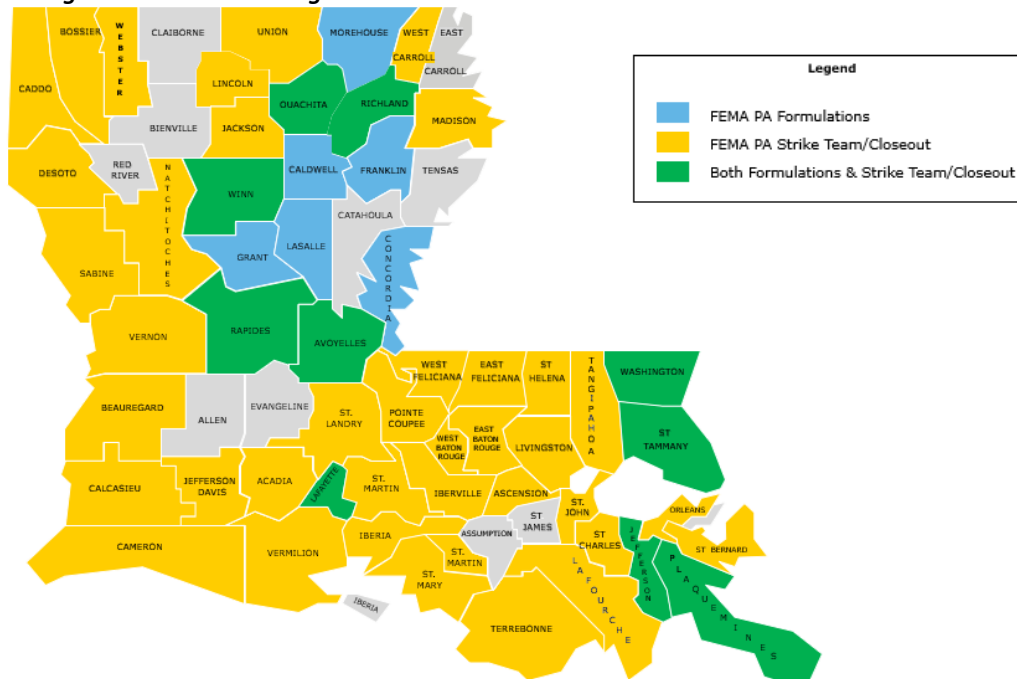 BOSSIER
WEBSTER
CLAIBORNE
UNION
MOREHOUSE
WEST
CARROLL
EAST
CARROLL
CADDO
LINCOLN
OUACHITA
RICHLAND
MADISON
BIENVILLE
JACKSON
DESOTO
RED
RIVER
NATCHITOCHES
WINN
CALDWELL
FRANKLIN
TENSAS
CATAHOULA
SABINE
GRANT
LASALLE
CONCORDIA
VERNON
RAPIDES
AVOYELLES
BEAUREGARD
ALLEN
EVANGELINE
ST.
LANDRY
POINTE
COUPEE
WEST
FELICIANA
EAST
FELICIANA
ST
HELENA
TANGIPAHOA
WASHINGTON
ST
TAMMANY
WEST
BATON
ROUGE
EAST
BATON
ROUGE
LIVINGSTON
CALCASIEU
JEFFERSON
DAVIS
ACADIA
LAFAYETTE
ST.
MARTIN
IBERVILLE
ASCENSION
ST.
JOHN
ORLEANS
CAMERON
VERMILION
IBERIA
ASSUMPTION
ST
JAMES
ST
CHARLES
JEFFERSON
ST BERNARD
ST.
MARTIN
ST.
MARY
IBERIA
TERREBONNE
LAFOURCHE
PLAQUEMINES
Legend
FEMA PA Formulations
FEMA PA Strike Team/Closeout
Both Formulations & Strike Team/Closeout